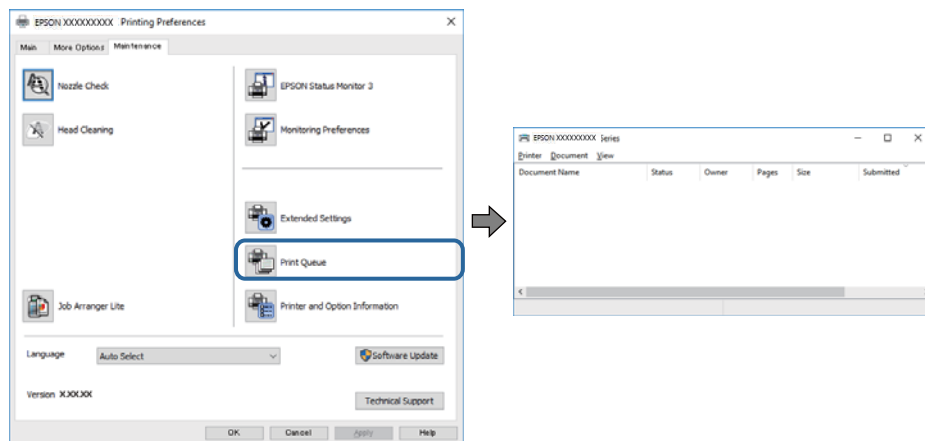 EPSON XXXXXXXXX Printing Preferences
Main More Options Maintenance
Nozzle Check
EPSON Status Monitor 3
Head Cleaning
Monitoring Preferences
Extended Settings
Print Queue
Job Arranger Lite
Printer and Option Information
Language Auto Select
Software Update
Version X.XX.XX
Technical Support
OK Cancel Apply Help
EPSON XXXXXXXXX Series
Printer Document View
Document Name Status Owner Pages Size Submitted